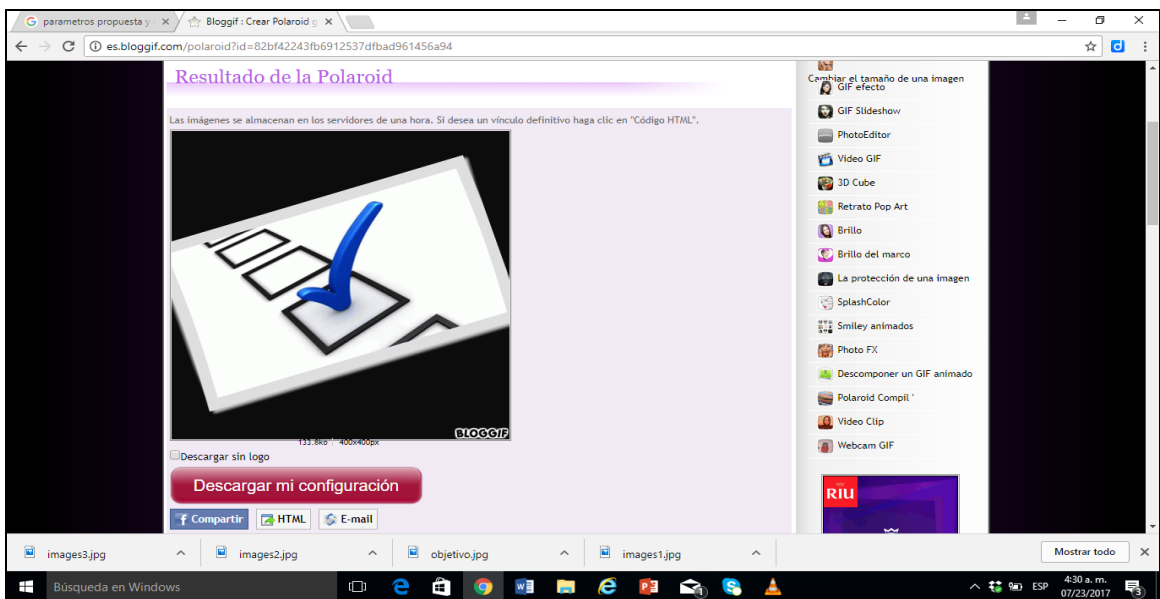 parametros propuesta y
Bloggif : Crear Polaroid g
es.bloggif.com/polaroid?id=82bf42243fb6912537dfbad961456a94
Resultado de la Polaroid
Las imágenes se almacenan en los servidores de una hora. Si desea un vínculo definitivo haga clic en "Código HTML".
BLOGGIF
133.8ko 400x400px
Descargar sin logo
Descargar mi configuración
f Compartir
HTML
E-mail
Cambiar el tamaño de una imagen
GIF efecto
GIF Slideshow
PhotoEditor
Video GIF
3D Cube
Retrato Pop Art
Brillo
Brillo del marco
La protección de una imagen
SplashColor
Smiley animados
Photo FX
Descomponer un GIF animado
Polaroid Compil '
Video Clip
Webcam GIF
RIU
images3.jpg
images2.jpg
objetivo.jpg
images1.jpg
Mostrar todo
Búsqueda en Windows
ESP
4:30 a. m.
07/23/2017
3